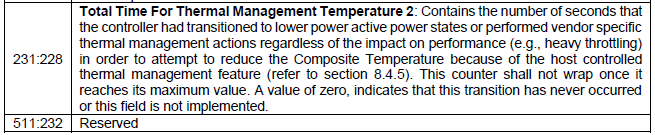 Total Time For Thermal Management Temperature 2: Contains the number of seconds that
the controller had transitioned to lower power active power states or performed vendor specific
thermal management actions regardless of the impact on performance (e.g., heavy throttling)
231:228 in order to attempt to reduce the Composite Temperature because of the host controlled
thermal management feature (refer to section 8.4.5). This counter shall not wrap once it
reaches its maximum value. A value of zero, indicates that this transition has never occurred
or this field is not implemented.
511:232 Reserved